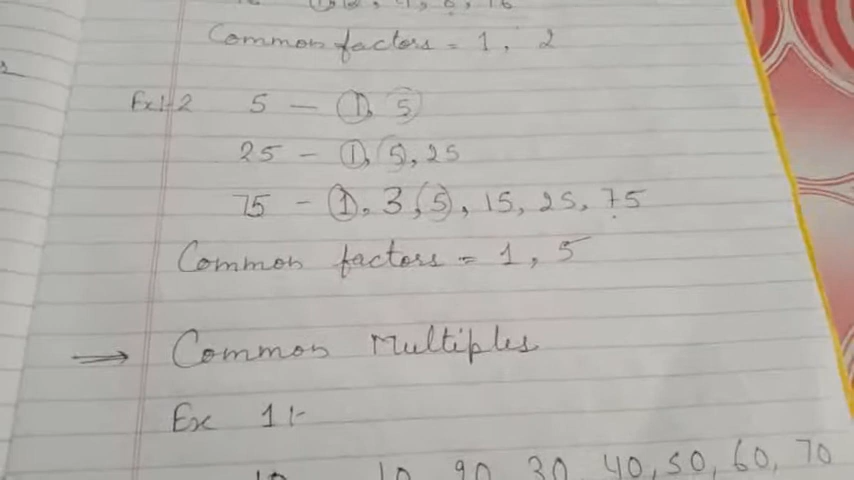 Common factors = 1, 2
Ex:- 2 5 — 1, 5
25 — 1, 5, 25
75 — 1, 3, 5, 15, 25, 75
Common factors = 1, 5
→ Common Multiples
Ex 1:-
10 10 20 30 40, 50, 60, 70